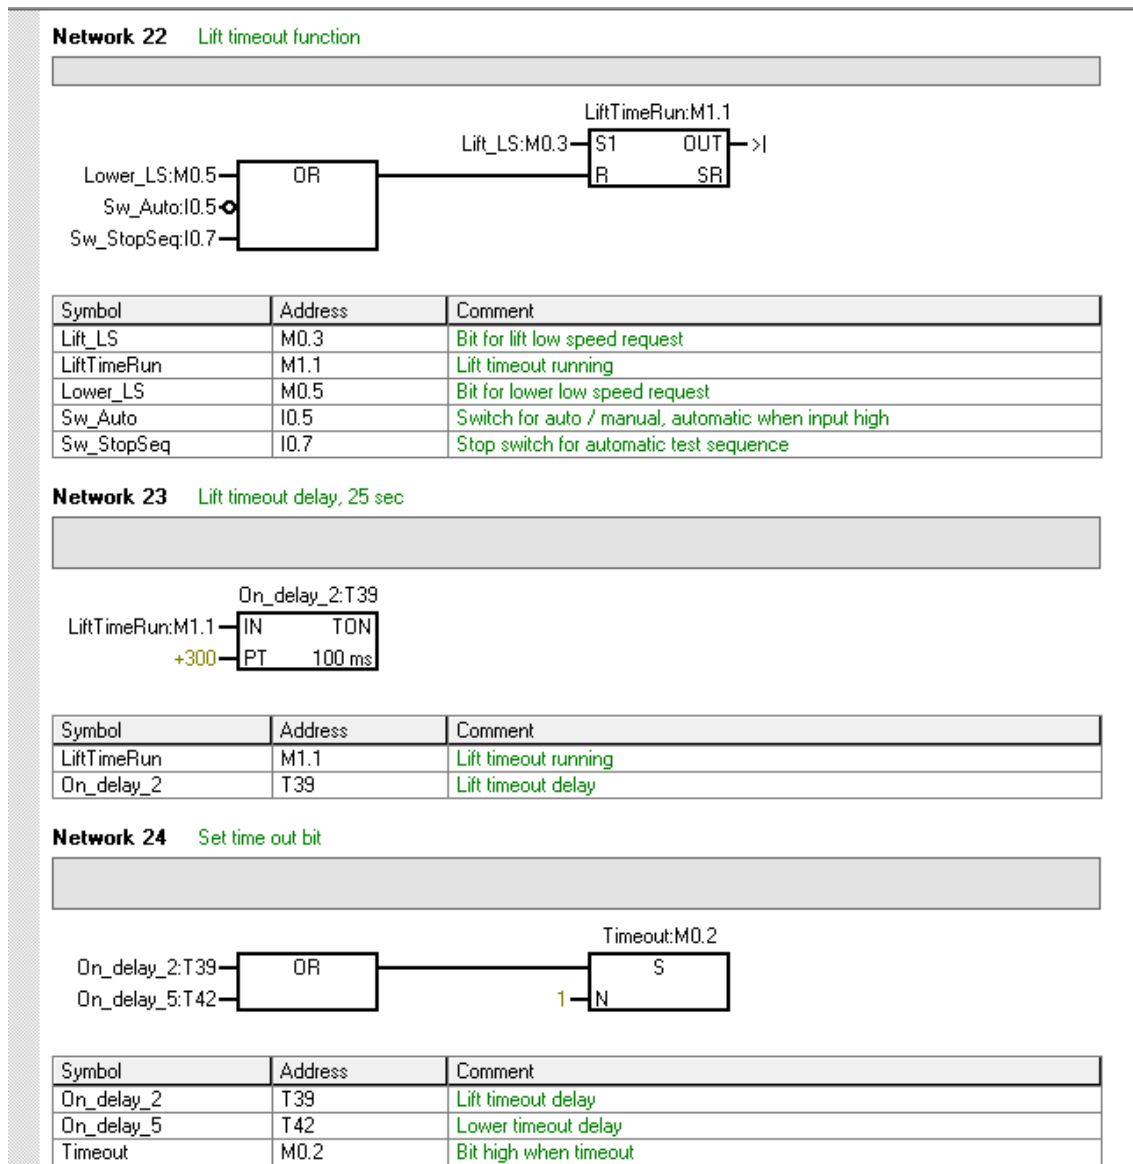 Network 22 Lift timeout function
LiftTimeRun:M1.1
Lift_LS:M0.3 S1 OUT >|
Lower_LS:M0.5 OR R SR
Sw_Auto:I0.5
Sw_StopSeq:I0.7
Symbol Address Comment
Lift_LS M0.3 Bit for lift low speed request
LiftTimeRun M1.1 Lift timeout running
Lower_LS M0.5 Bit for lower low speed request
Sw_Auto I0.5 Switch for auto / manual, automatic when input high
Sw_StopSeq I0.7 Stop switch for automatic test sequence
Network 23 Lift timeout delay, 25 sec
On_delay_2:T39
LiftTimeRun:M1.1 IN TON
+300 PT 100 ms
Symbol Address Comment
LiftTimeRun M1.1 Lift timeout running
On_delay_2 T39 Lift timeout delay
Network 24 Set time out bit
Timeout:M0.2
On_delay_2:T39 OR S
On_delay_5:T42 1 N
Symbol Address Comment
On_delay_2 T39 Lift timeout delay
On_delay_5 T42 Lower timeout delay
Timeout M0.2 Bit high when timeout